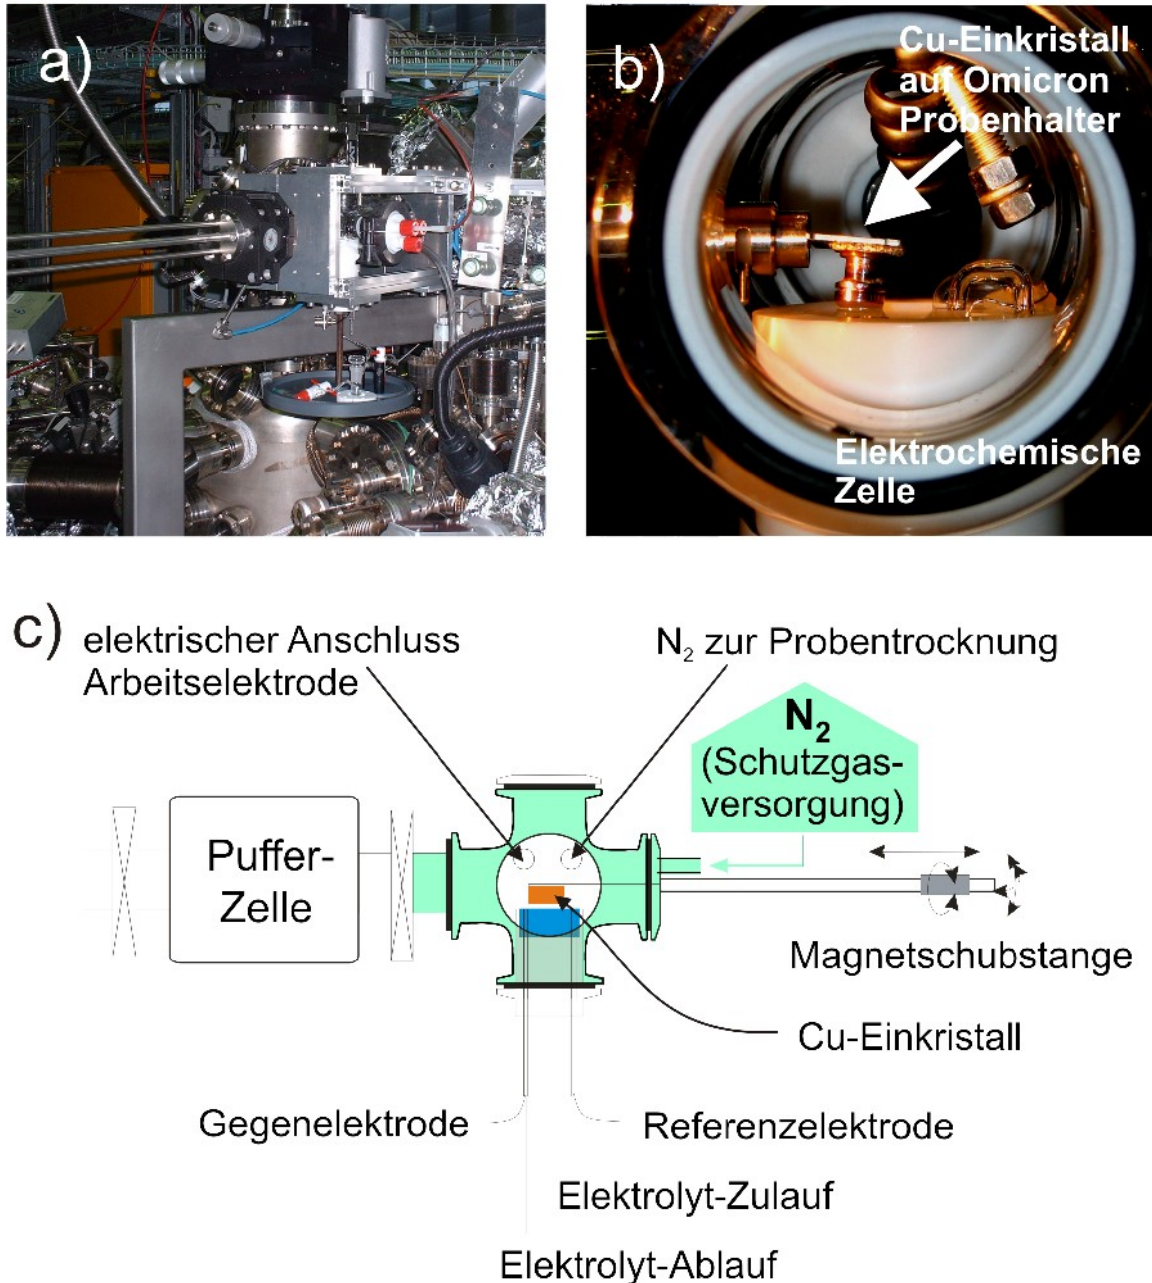 a)
b)
Cu-Einkristall
auf Omicron
Probenhalter
Elektrochemische
Zelle
c)
elektrischer Anschluss
Arbeitselektrode
N₂ zur Probentrocknung
N₂
(Schutzgas-
versorgung)
Puffer-
Zelle
Magnetschubstange
Cu-Einkristall
Gegenelektrode
Referenzelektrode
Elektrolyt-Zulauf
Elektrolyt-Ablauf